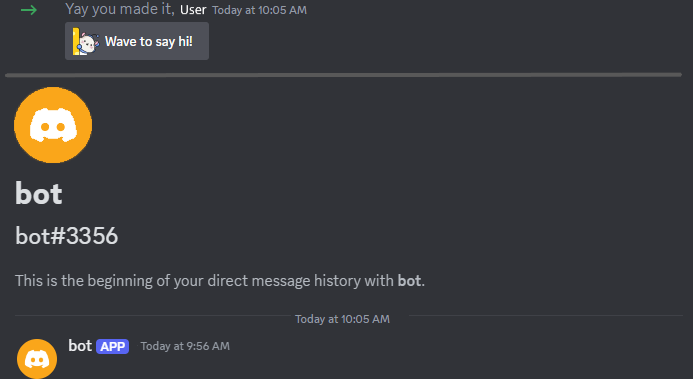 Yay you made it, User Today at 10:05 AM
Wave to say hi!
bot
bot#3356
This is the beginning of your direct message history with bot.
Today at 10:05 AM
bot APP Today at 9:56 AM